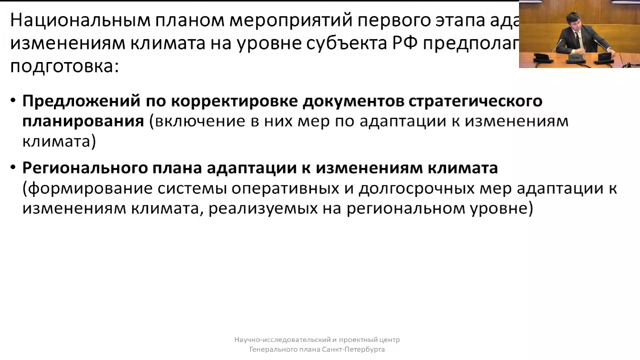 Национальным планом мероприятий первого этапа
изменениям климата на уровне субъекта РФ
подготовка:
• Предложений по корректировке документов стратегического
планирования (включение в них мер по адаптации к изменениям
климата)
• Регионального плана адаптации к изменениям климата
(формирование системы оперативных и долгосрочных мер адаптации к
изменениям климата, реализуемых на региональном уровне)
Научно-исследовательский и проектный центр
Генерального плана Санкт-Петербурга